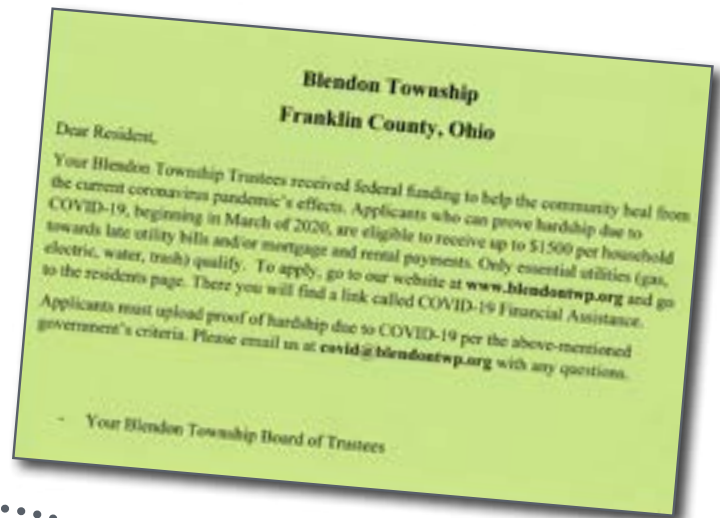 Blendon Township
Franklin County, Ohio
Dear Resident,
Your Blendon Township Trustees received federal funding to help the community heal from
the current coronavirus pandemic's effects. Applicants who can prove hardship due to
COVID-19, beginning in March of 2020, are eligible to receive up to $1500 per household
towards late utility bills and/or mortgage and rental payments. Only essential utilities (gas,
electric, water, trash) qualify. To apply, go to our website at www.blendontwp.org and go
to the residents page. There you will find a link called COVID-19 Financial Assistance.
Applicants must upload proof of hardship due to COVID-19 per the above-mentioned
government's criteria. Please email us at covid@blendontwp.org with any questions.
- Your Blendon Township Board of Trustees